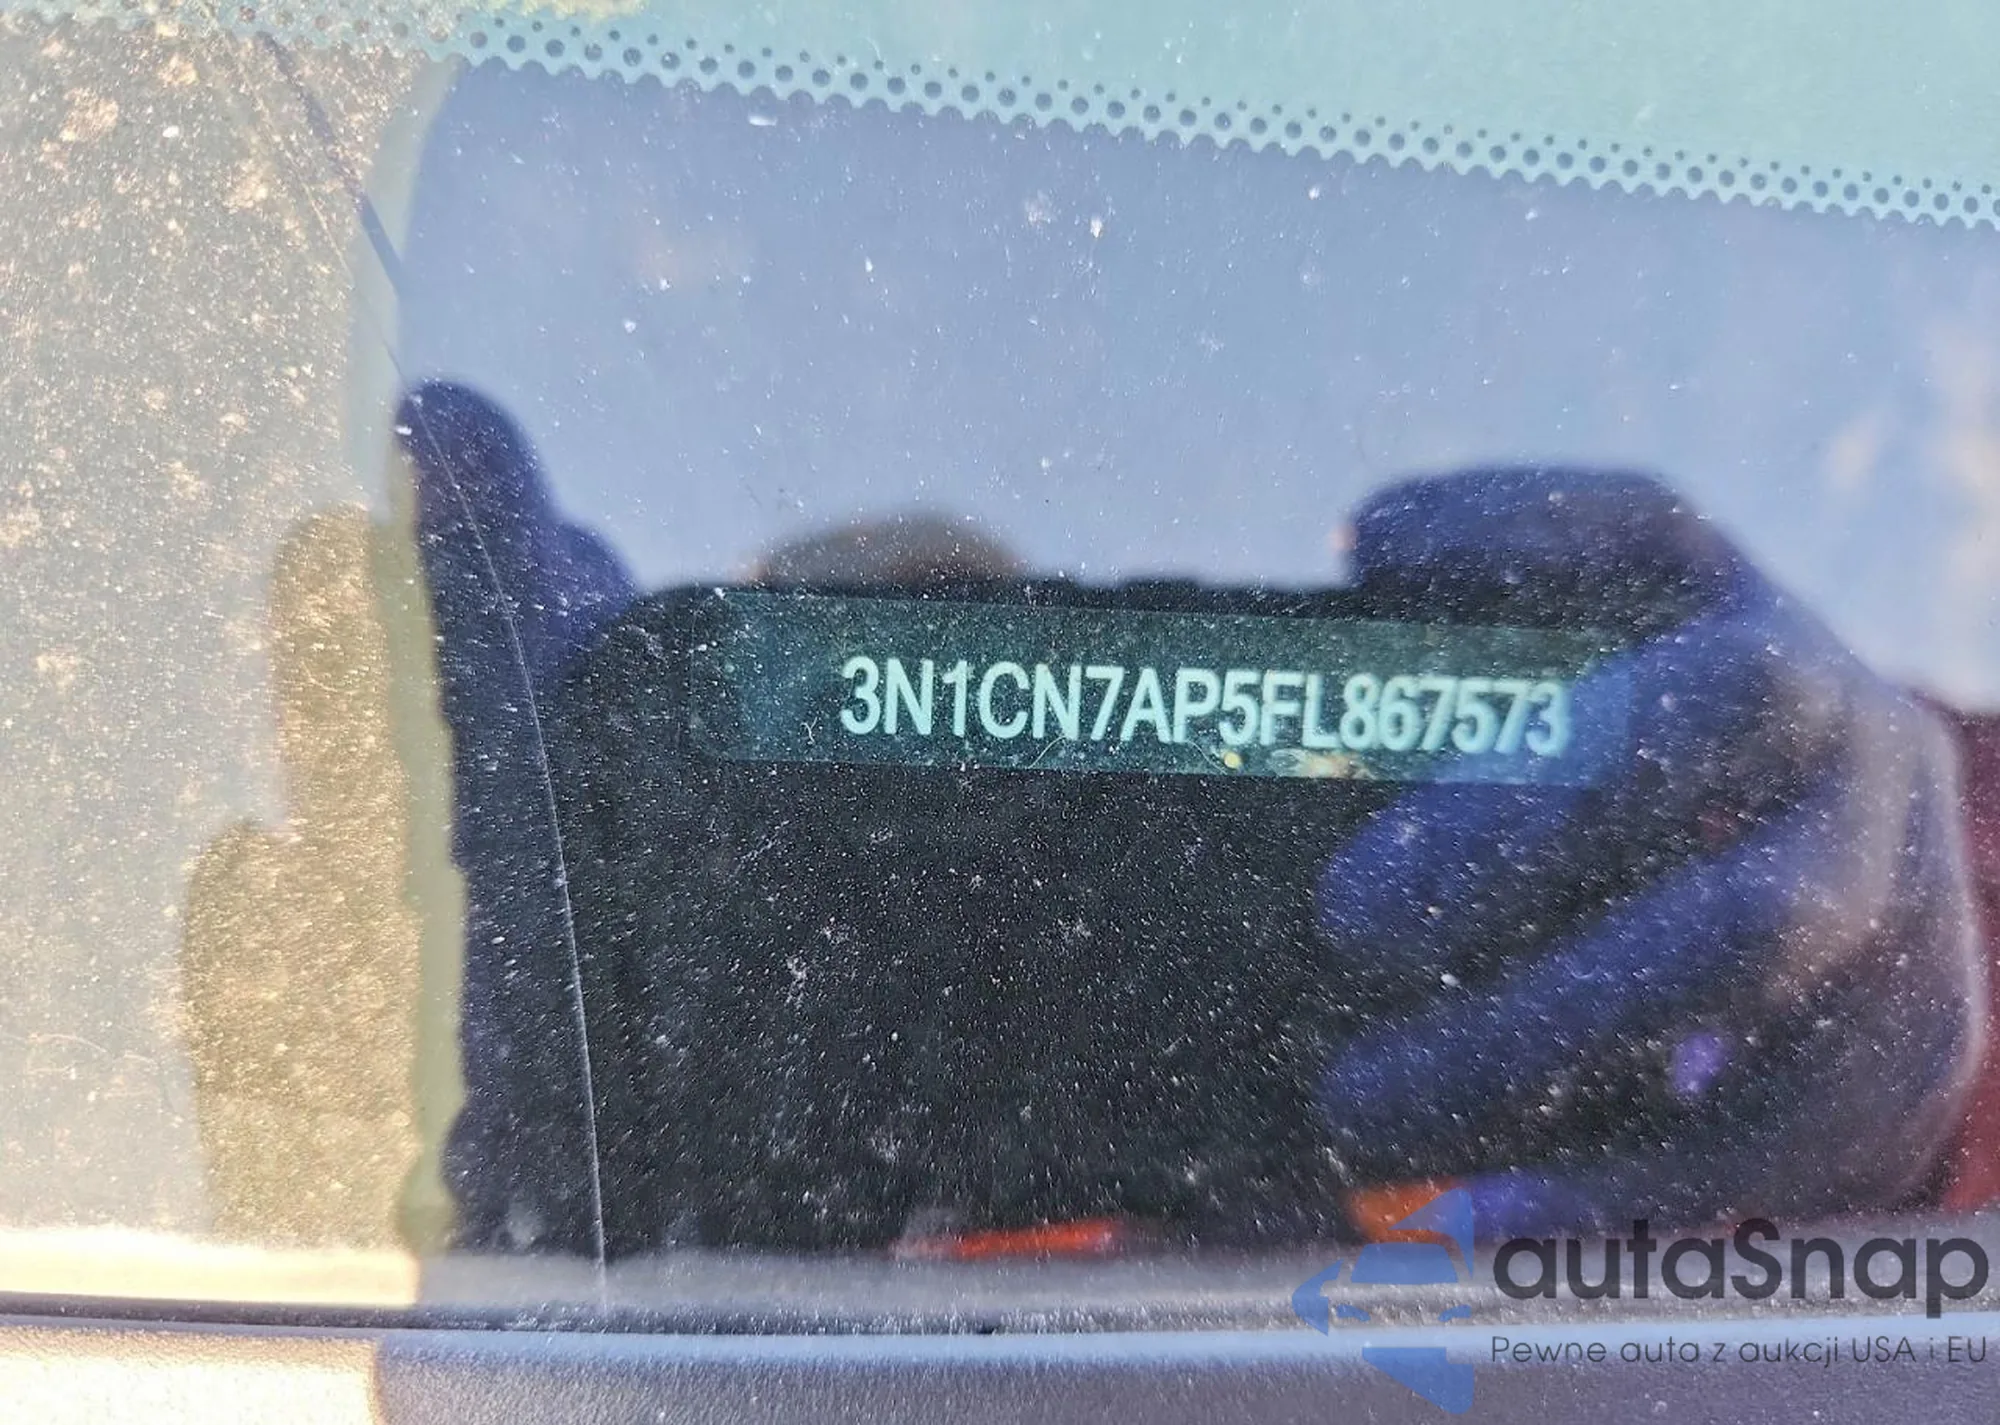 3N1CN7AP5FL867573
autaSnap
Pewne auta z aukcji USA i EU